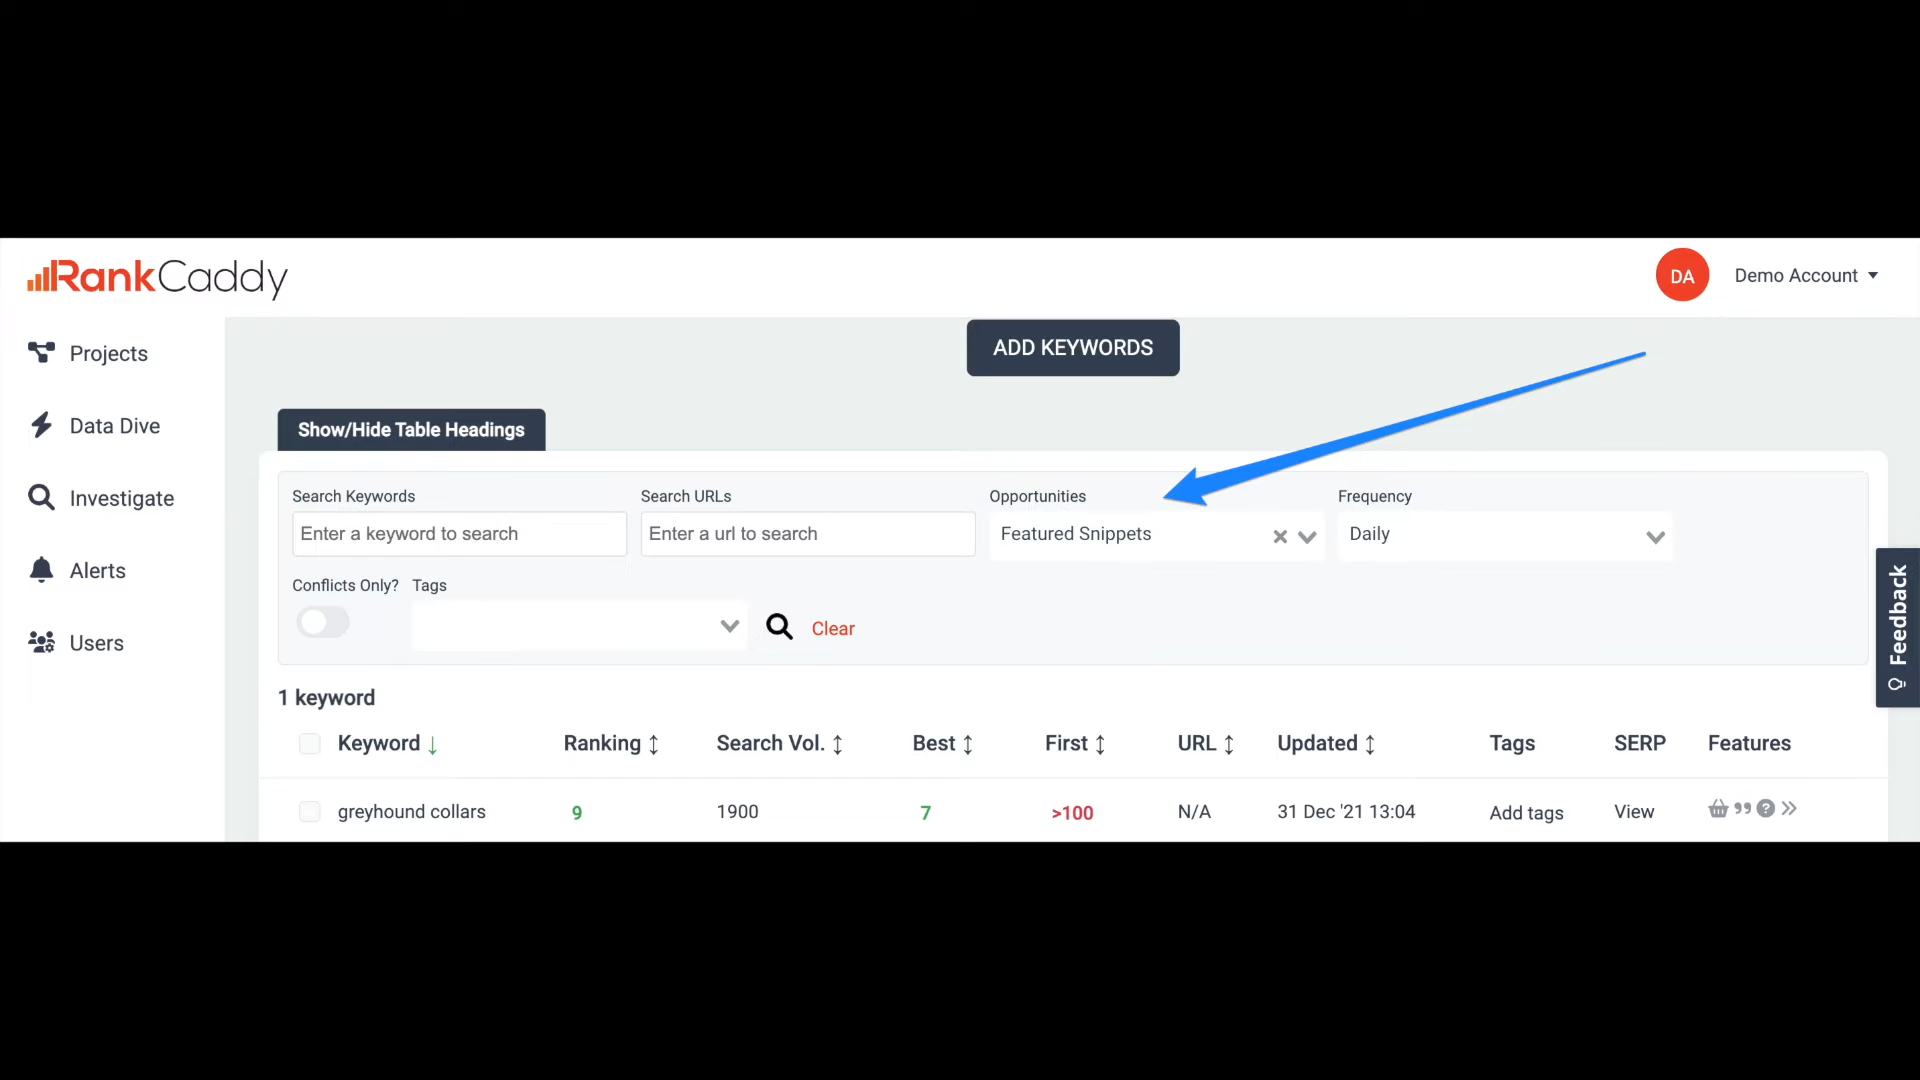 RankCaddy
DA
Demo Account
Projects
Data Dive
Investigate
Alerts
Users
ADD KEYWORDS
Show/Hide Table Headings
Search Keywords Search URLs Opportunities Frequency
Enter a keyword to search Enter a url to search Featured Snippets Daily
Conflicts Only? Tags
Clear
Feedback
1 keyword
Keyword Ranking Search Vol. Best First URL Updated Tags SERP Features
greyhound collars 9 1900 7 >100 N/A 31 Dec '21 13:04 Add tags View